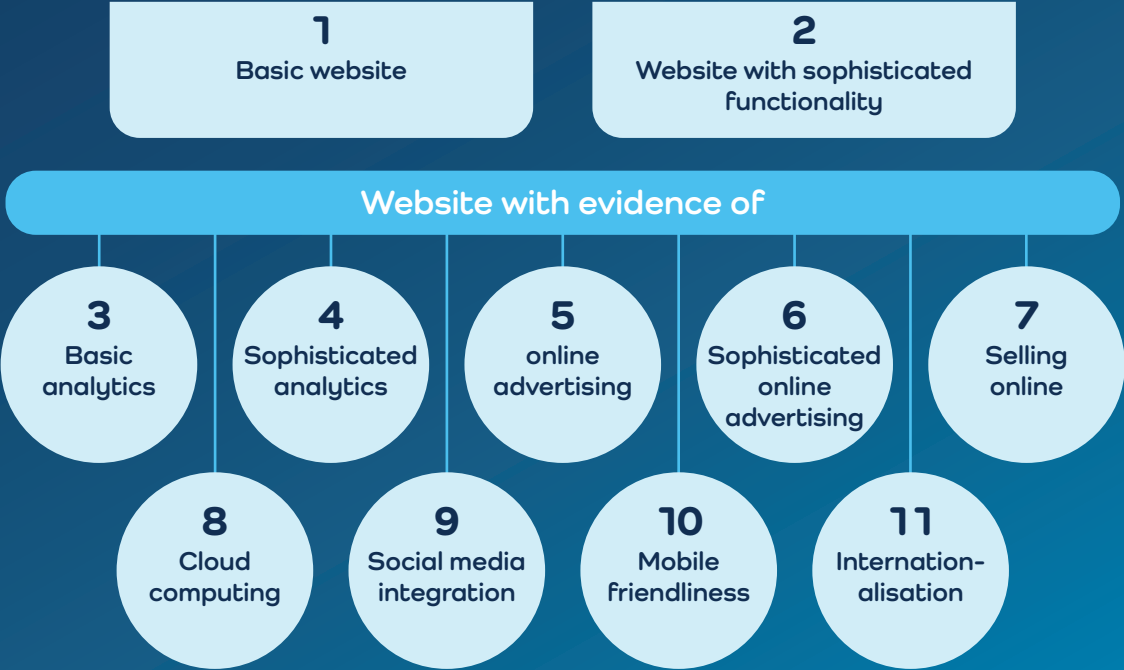 1
Basic website
2
Website with sophisticated
functionality
Website with evidence of
3
Basic
analytics
4
Sophisticated
analytics
5
online
advertising
6
Sophisticated
online
advertising
7
Selling
online
8
Cloud
computing
9
Social media
integration
10
Mobile
friendliness
11
Internation-
alisation